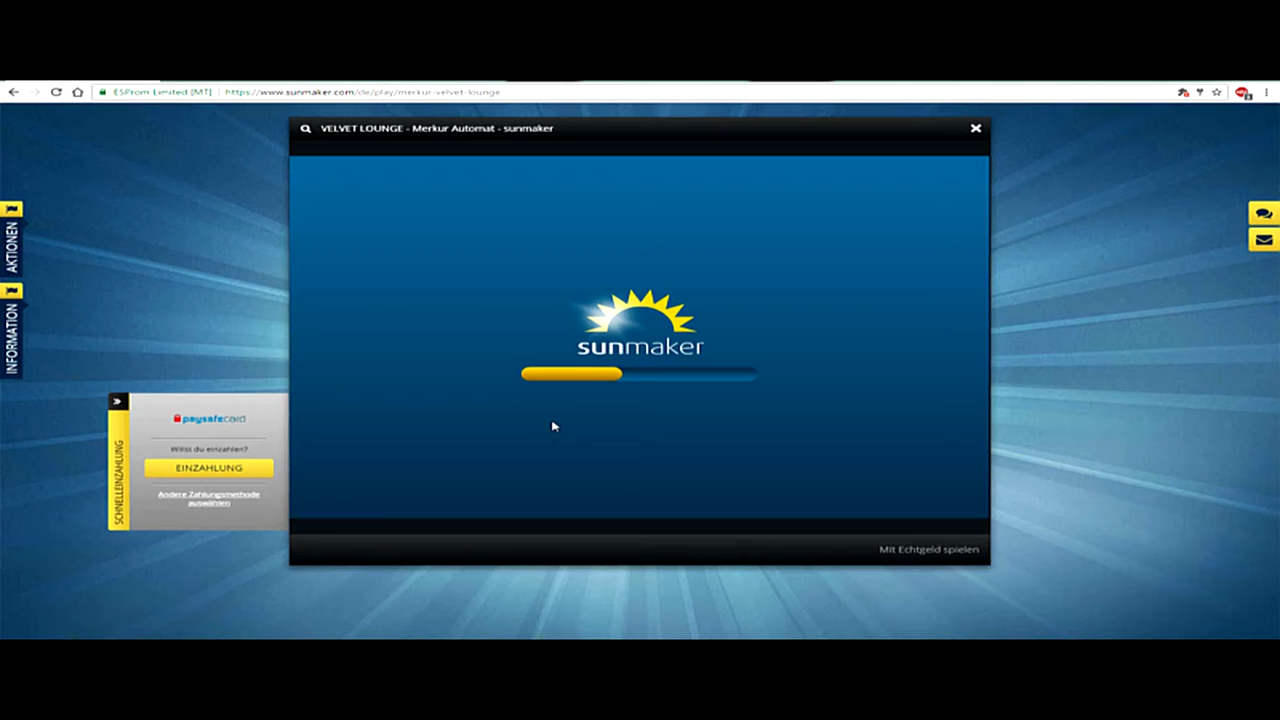 ESProm Limited [MT] | https://www.sunmaker.com/de/play/merkur-velvet-lounge
VELVET LOUNGE - Merkur Automat - sunmaker
AKTIONEN
INFORMATION
sunmaker
SCHNELLEINZAHLUNG
paysafecard
Willst du einzahlen?
EINZAHLUNG
Andere Zahlungsmethode
auswählen
Mit Echtgeld spielen